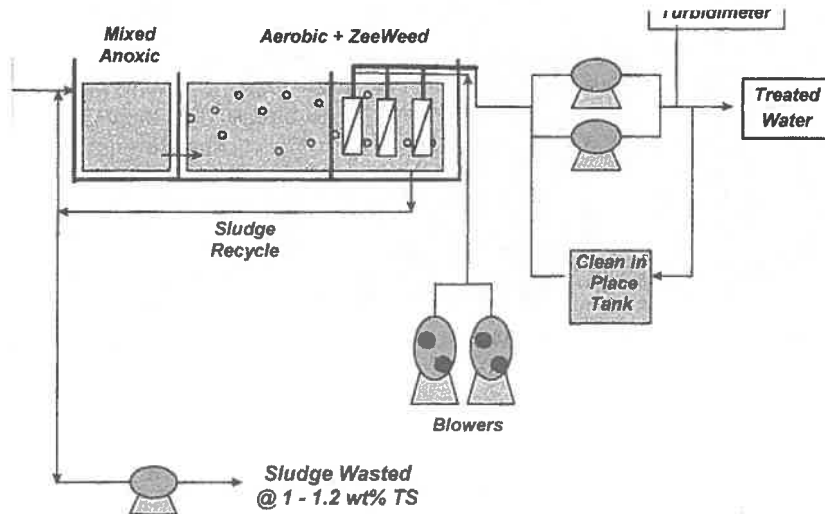 Turbidimeter
Mixed
Anoxic
Aerobic + ZeeWeed
Treated
Water
Sludge
Recycle
Clean in
Place
Tank
Blowers
Sludge Wasted
@ 1 - 1.2 wt% TS